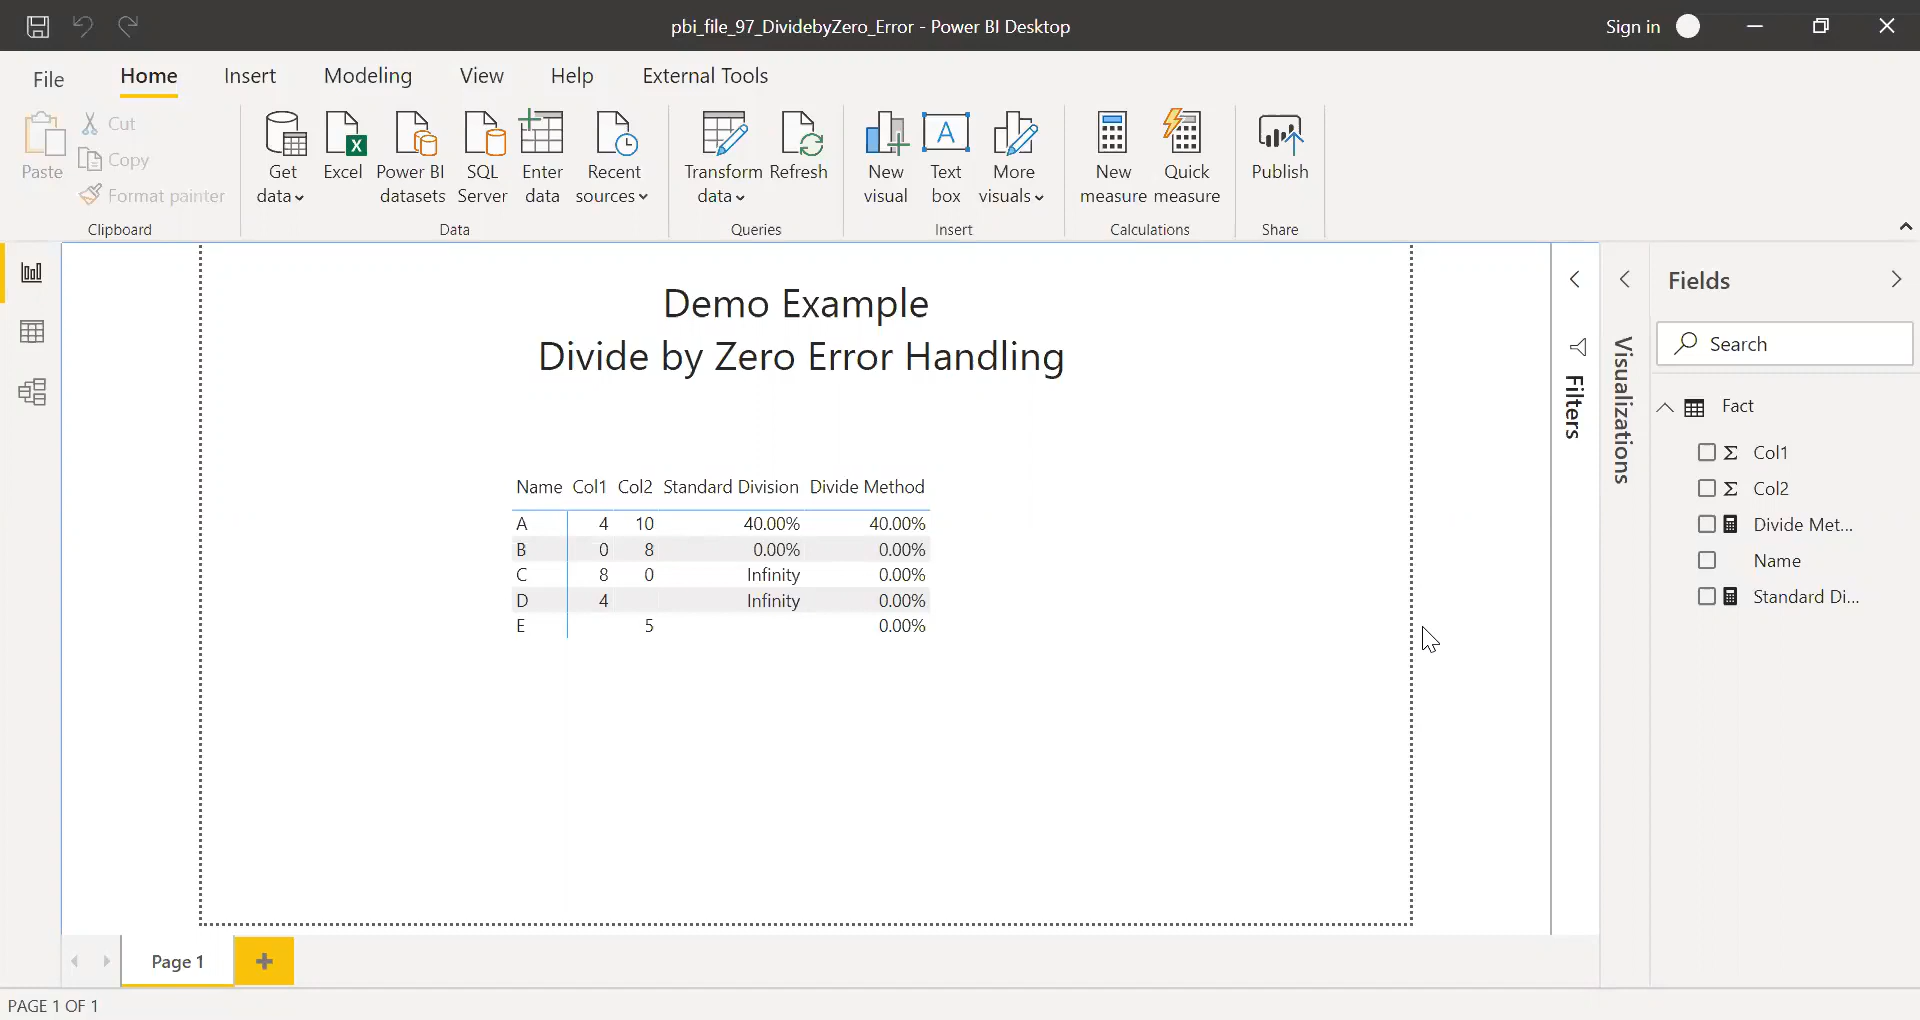 pbi_file_97_DividebyZero_Error - Power BI Desktop
Sign in
File
Home
Insert
Modeling
View
Help
External Tools
Paste
Cut
Copy
Format painter
Clipboard
Get
data
Excel
Power BI
datasets
SQL
Server
Enter
data
Recent
sources
Data
Transform
data
Refresh
Queries
New
visual
A
Text
box
More
visuals
Insert
New
measure
Quick
measure
Calculations
Publish
Share
Demo Example
Divide by Zero Error Handling
Name Col1 Col2 Standard Division Divide Method
A 4 10 40.00% 40.00%
B 0 8 0.00% 0.00%
C 8 0 Infinity 0.00%
D 4 Infinity 0.00%
E 5 0.00%
Filters
Visualizations
Fields
Search
Fact
Σ Col1
Σ Col2
Divide Met...
Name
Standard Di...
Page 1
PAGE 1 OF 1